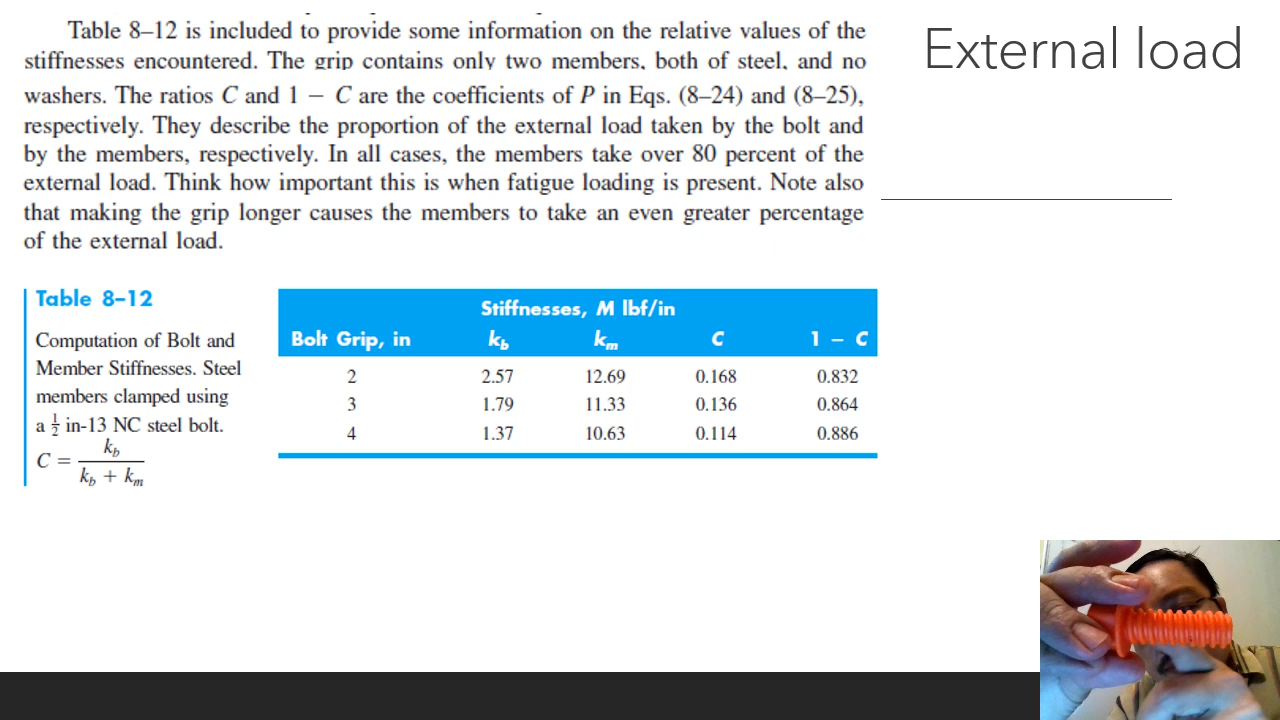 External load
Table 8–12 is included to provide some information on the relative values of the
stiffnesses encountered. The grip contains only two members, both of steel, and no
washers. The ratios C and 1 − C are the coefficients of P in Eqs. (8–24) and (8–25),
respectively. They describe the proportion of the external load taken by the bolt and
by the members, respectively. In all cases, the members take over 80 percent of the
external load. Think how important this is when fatigue loading is present. Note also
that making the grip longer causes the members to take an even greater percentage
of the external load.
Table 8–12
Computation of Bolt and
Member Stiffnesses. Steel
members clamped using
a 1/2 in-13 NC steel bolt.
C = k_b / (k_b + k_m)
Stiffnesses, M lbf/in
Bolt Grip, in k_b k_m C 1 − C
2 2.57 12.69 0.168 0.832
3 1.79 11.33 0.136 0.864
4 1.37 10.63 0.114 0.886